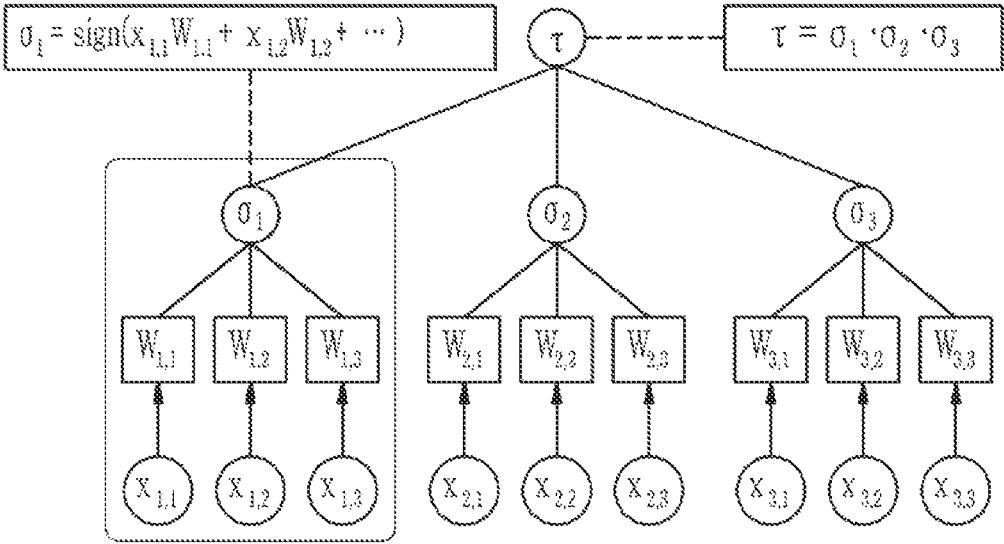 σ₁ = sign(x₁,₁W₁,₁ + x₁,₂W₁,₂ + ···)
τ
τ = σ₁ · σ₂ · σ₃
σ₁ σ₂ σ₃
W₁,₁ W₁,₂ W₁,₃ W₂,₁ W₂,₂ W₂,₃ W₃,₁ W₃,₂ W₃,₃
x₁,₁ x₁,₂ x₁,₃ x₂,₁ x₂,₂ x₂,₃ x₃,₁ x₃,₂ x₃,₃